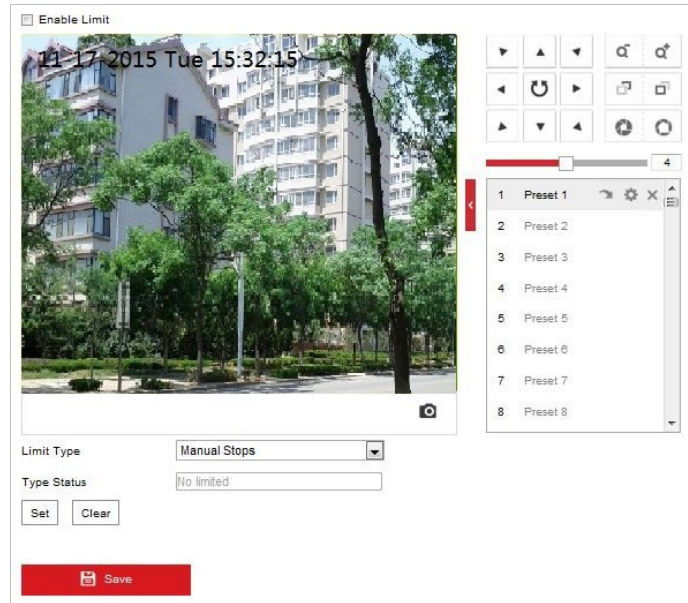 Enable Limit
11-17-2015 Tue 15:32:15
4
1 Preset 1
2 Preset 2
3 Preset 3
4 Preset 4
5 Preset 5
6 Preset 6
7 Preset 7
8 Preset 8
Limit Type Manual Stops
Type Status No limited
Set Clear
Save